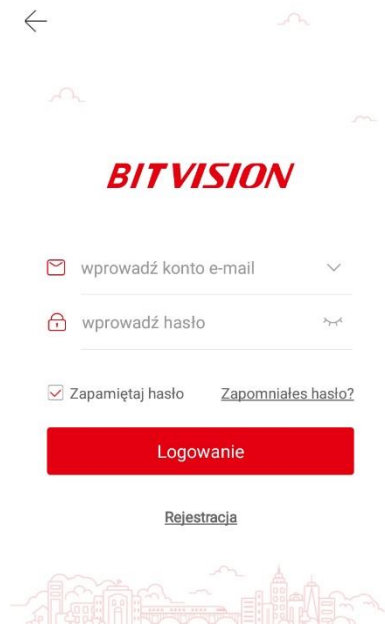 BITVISION
wprowadź konto e-mail
wprowadź hasło
Zapamiętaj hasło Zapomniałes hasło?
Logowanie
Rejestracja